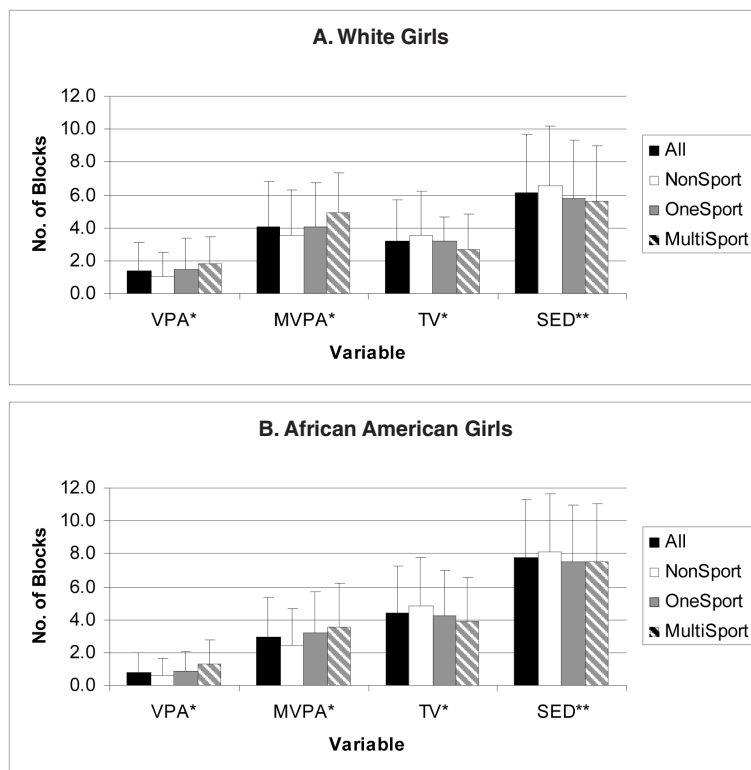 A. White Girls
No. of Blocks
12.0
10.0
8.0
6.0
4.0
2.0
0.0
VPA* MVPA* TV* SED**
Variable
All
NonSport
OneSport
MultiSport
B. African American Girls
No. of Blocks
12.0
10.0
8.0
6.0
4.0
2.0
0.0
VPA* MVPA* TV* SED**
Variable
All
NonSport
OneSport
MultiSport